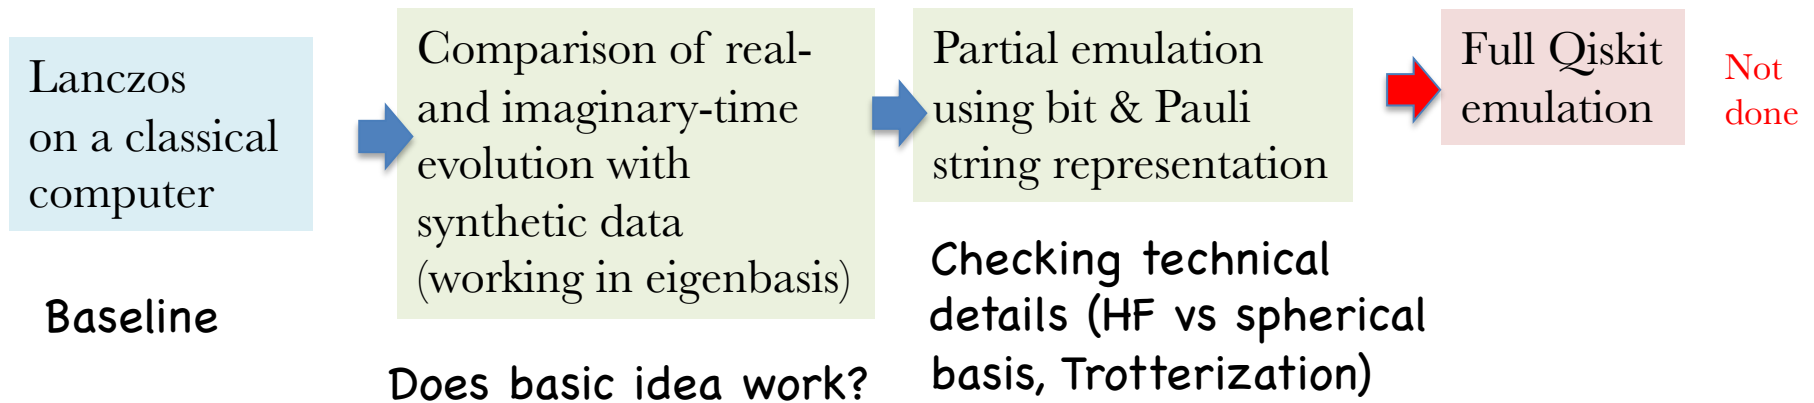 Lanczos
on a classical
computer
Baseline
Comparison of real-
and imaginary-time
evolution with
synthetic data
(working in eigenbasis)
Does basic idea work?
Partial emulation
using bit & Pauli
string representation
Checking technical
details (HF vs spherical
basis, Trotterization)
Full Qiskit
emulation
Not
done